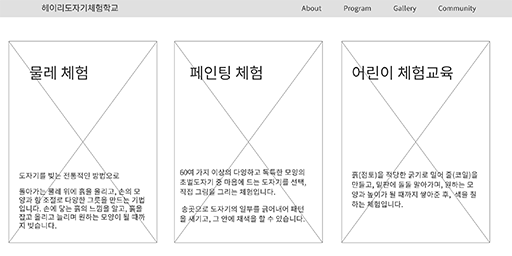 헤이리도자기체험학교
About Program Gallery Community
물레 체험
도자기를 빚는 전통적인 방법으로
돌아가는 물레 위에 흙을 올리고, 손의 모
양과 힘 조절로 다양한 그릇을 만드는 기법
입니다. 손에 닿는 흙의 느낌을 알고, 흙을
잡고 올리고 늘리며 원하는 모양이 될 때까
지 빚습니다.
페인팅 체험
60여 가지 이상의 다양하고 독특한 모양의
초벌도자기 중 마음에 드는 도자기를 선택,
직접 그림을 그리는 체험입니다.
송곳으로 도자기의 일부를 긁어내어 패턴
을 새기고, 그 안에 채색을 할 수 있습니다.
어린이 체험교육
흙(점토)을 적당한 굵기로 밀어 줄(코일)을
만들고, 밑판에 돌돌 말아가며, 원하는 모
양과 높이가 될 때까지 쌓아준 후, 색을 칠
하는 체험입니다.